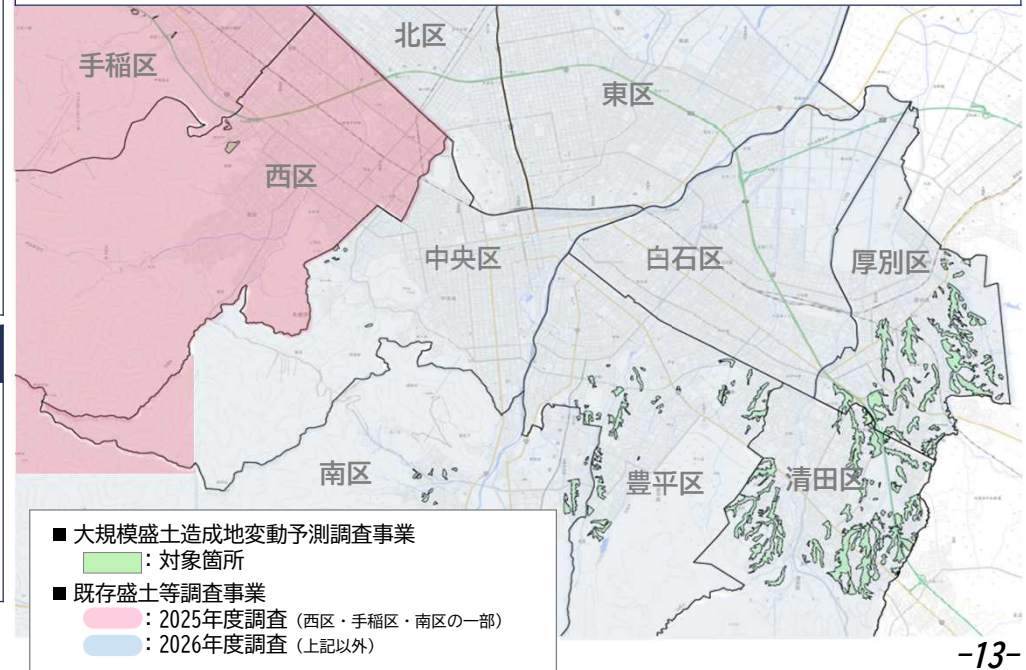 北区
手稲区
東区
西区
中央区
白石区
厚別区
南区
豊平区
清田区
■ 大規模盛土造成地変動予測調査事業
：対象箇所
■ 既存盛土等調査事業
：2025年度調査（西区・手稲区・南区の一部）
：2026年度調査（上記以外）
-13-